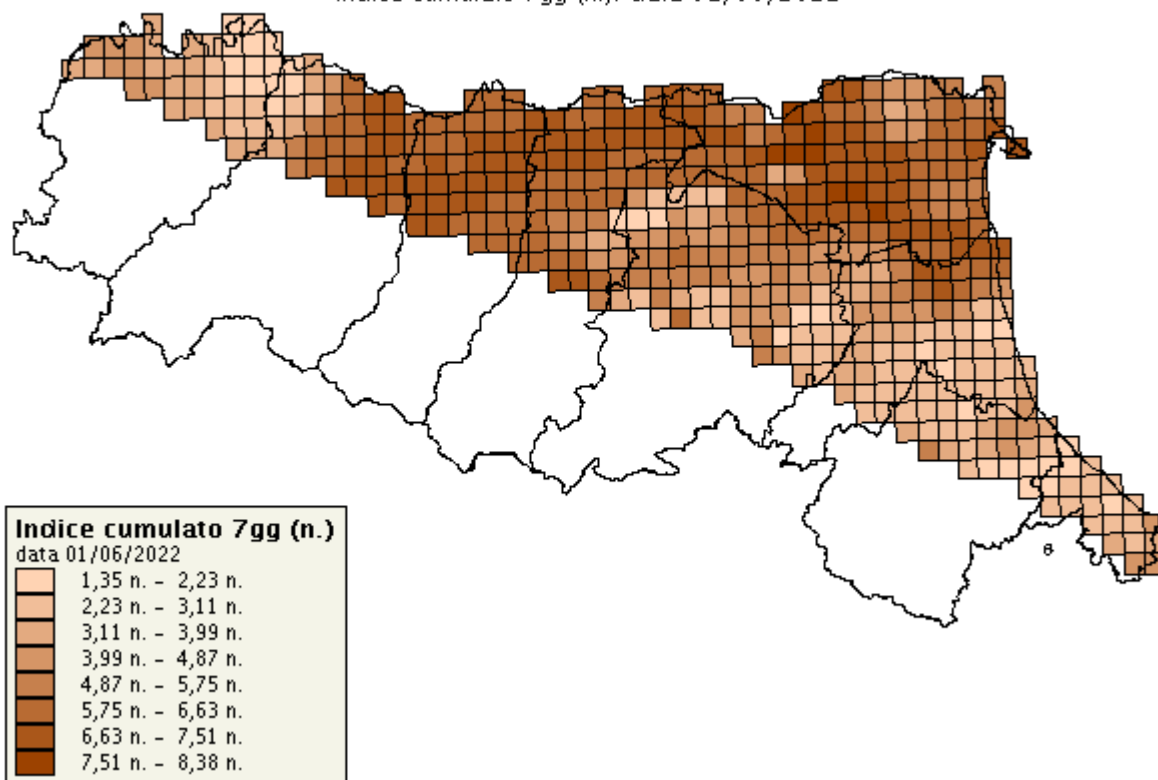 Indice cumulato 7gg (n.)
data 01/06/2022
1,35 n. - 2,23 n.
2,23 n. - 3,11 n.
3,11 n. - 3,99 n.
3,99 n. - 4,87 n.
4,87 n. - 5,75 n.
5,75 n. - 6,63 n.
6,63 n. - 7,51 n.
7,51 n. - 8,38 n.